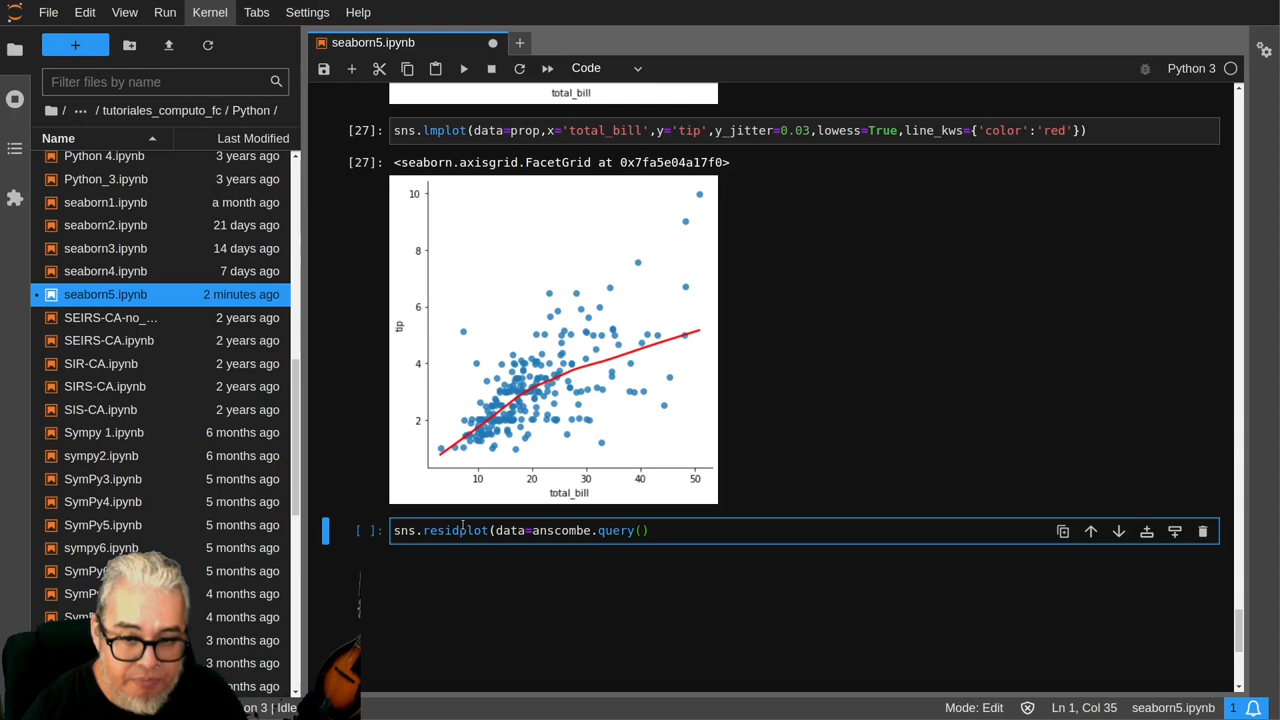 File Edit View Run Kernel Tabs Settings Help
seaborn5.ipynb
Filter files by name
Code
Python 3
/ ... / tutoriales_computo_fc / Python /
Name
Last Modified
Python 4.ipynb 3 years ago
Python_3.ipynb 3 years ago
seaborn1.ipynb a month ago
seaborn2.ipynb 21 days ago
seaborn3.ipynb 14 days ago
seaborn4.ipynb 7 days ago
seaborn5.ipynb 2 minutes ago
SEIRS-CA-no_... 2 years ago
SEIRS-CA.ipynb 2 years ago
SIR-CA.ipynb 2 years ago
SIRS-CA.ipynb 2 years ago
SIS-CA.ipynb 2 years ago
Sympy 1.ipynb 6 months ago
sympy2.ipynb 6 months ago
SymPy3.ipynb 5 months ago
SymPy4.ipynb 5 months ago
SymPy5.ipynb 5 months ago
sympy6.ipynb 5 months ago
5 months ago
4 months ago
4 months ago
3 months ago
3 months ago
months ago
total_bill
[27]: sns.lmplot(data=prop,x='total_bill',y='tip',y_jitter=0.03,lowess=True,line_kws={'color':'red'})
[27]: <seaborn.axisgrid.FacetGrid at 0x7fa5e04a17f0>
10
8
6
4
2
tip
10 20 30 40 50
total_bill
[ ]: sns.residplot(data=anscombe.query()
on 3 | Idle
Mode: Edit
Ln 1, Col 35
seaborn5.ipynb
1